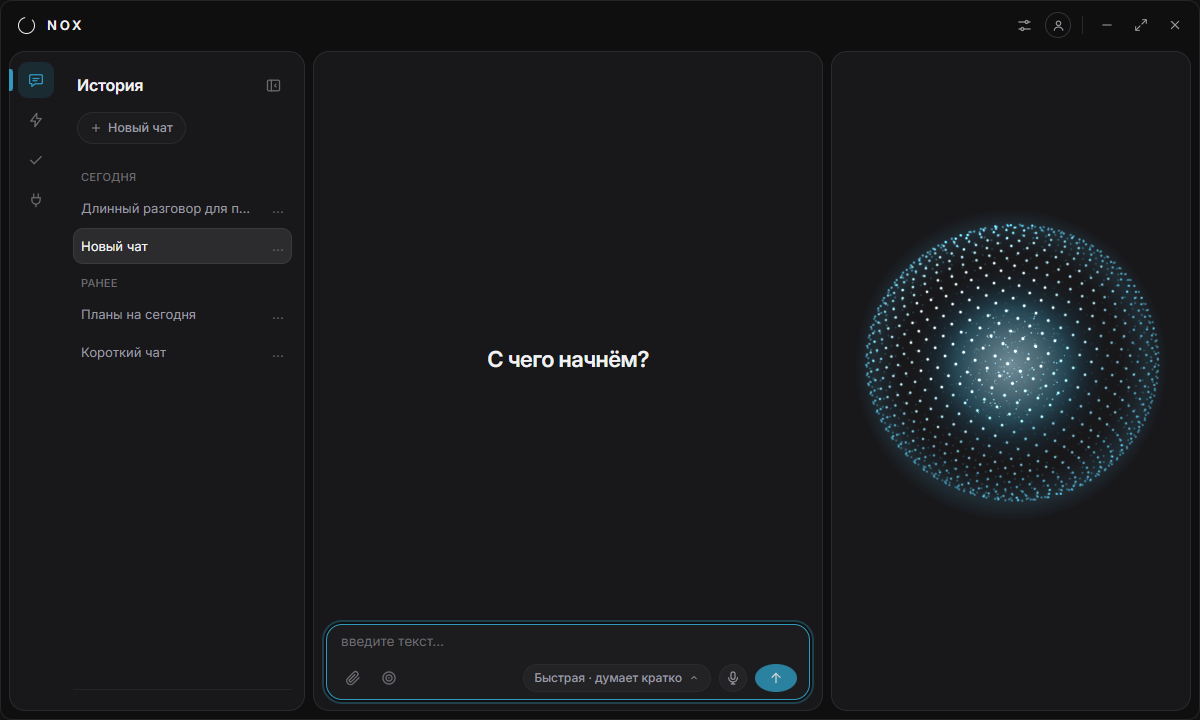 NOX
История
Новый чат
СЕГОДНЯ
Длинный разговор для п...
Новый чат
РАНЕЕ
Планы на сегодня
Короткий чат
С чего начнём?
введите текст...
Быстрая · думает кратко